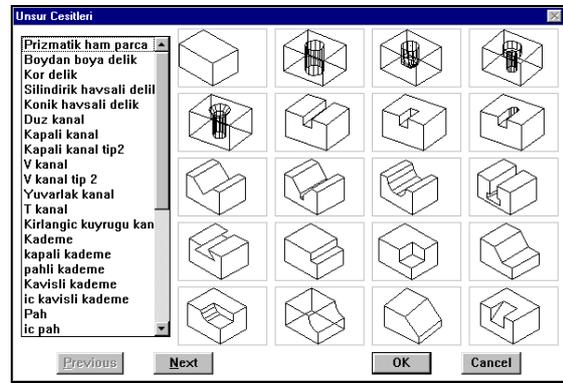 Unsur Cesitleri
Prizmatik ham parca
Boydan boya delik
Kor delik
Silindirik havsali delil
Konik havsali delik
Duz kanal
Kapali kanal
Kapali kanal tip2
V kanal
V kanal tip 2
Yuvarlak kanal
T kanal
Kirlangic kuyrugu kan
Kademe
kapali kademe
pahli kademe
Kavisli kademe
ic kavisli kademe
Pah
ic pah
Previous
Next
OK
Cancel